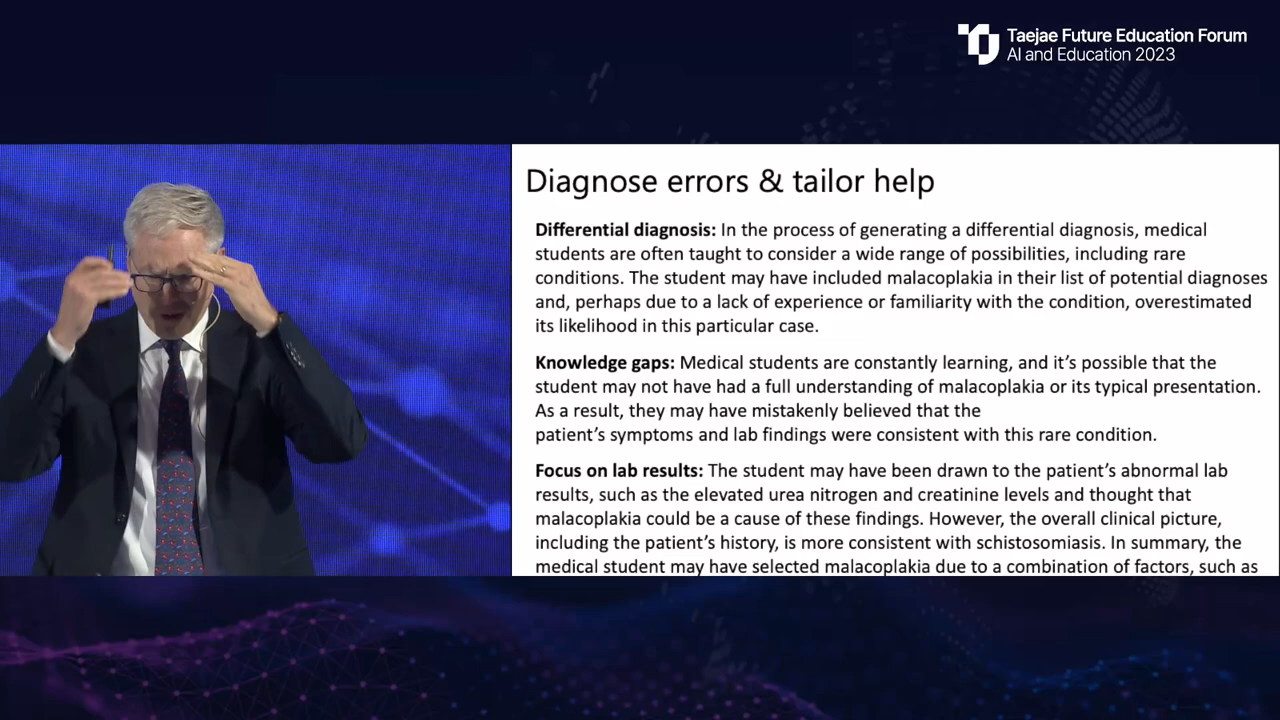 Taejae Future Education Forum
AI and Education 2023
Diagnose errors & tailor help
Differential diagnosis: In the process of generating a differential diagnosis, medical
students are often taught to consider a wide range of possibilities, including rare
conditions. The student may have included malacoplakia in their list of potential diagnoses
and, perhaps due to a lack of experience or familiarity with the condition, overestimated
its likelihood in this particular case.
Knowledge gaps: Medical students are constantly learning, and it’s possible that the
student may not have had a full understanding of malacoplakia or its typical presentation.
As a result, they may have mistakenly believed that the
patient’s symptoms and lab findings were consistent with this rare condition.
Focus on lab results: The student may have been drawn to the patient’s abnormal lab
results, such as the elevated urea nitrogen and creatinine levels and thought that
malacoplakia could be a cause of these findings. However, the overall clinical picture,
including the patient’s history, is more consistent with schistosomiasis. In summary, the
medical student may have selected malacoplakia due to a combination of factors, such as